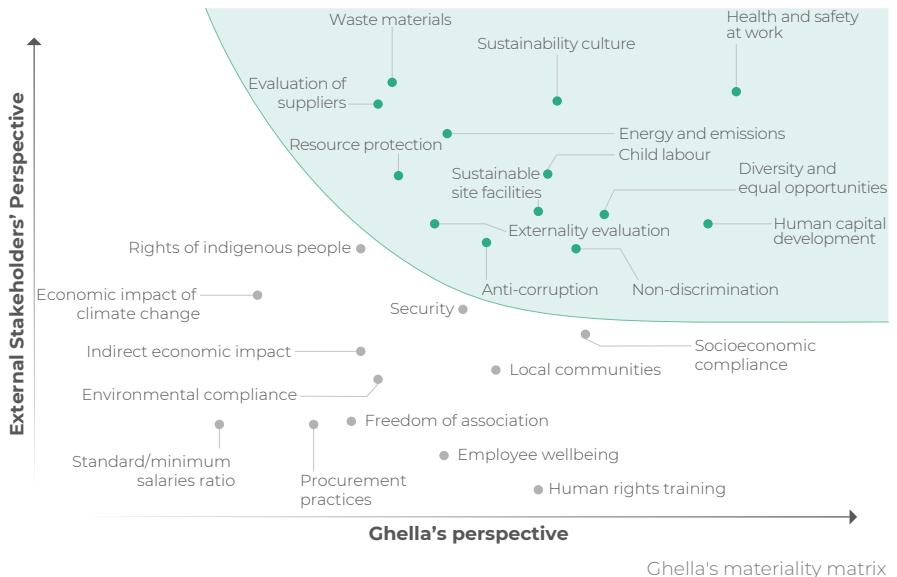 Waste materials
Health and safety
at work
Sustainability culture
Evaluation of
suppliers
Energy and emissions
Resource protection
Child labour
Sustainable
site facilities
Diversity and
equal opportunities
Externality evaluation
Human capital
development
Rights of indigenous people
Anti-corruption
Non-discrimination
Economic impact of
climate change
Security
Indirect economic impact
Socioeconomic
compliance
Local communities
Environmental compliance
Freedom of association
Employee wellbeing
Standard/minimum
salaries ratio
Procurement
practices
Human rights training
External Stakeholders’ Perspective
Ghella’s perspective
Ghella's materiality matrix